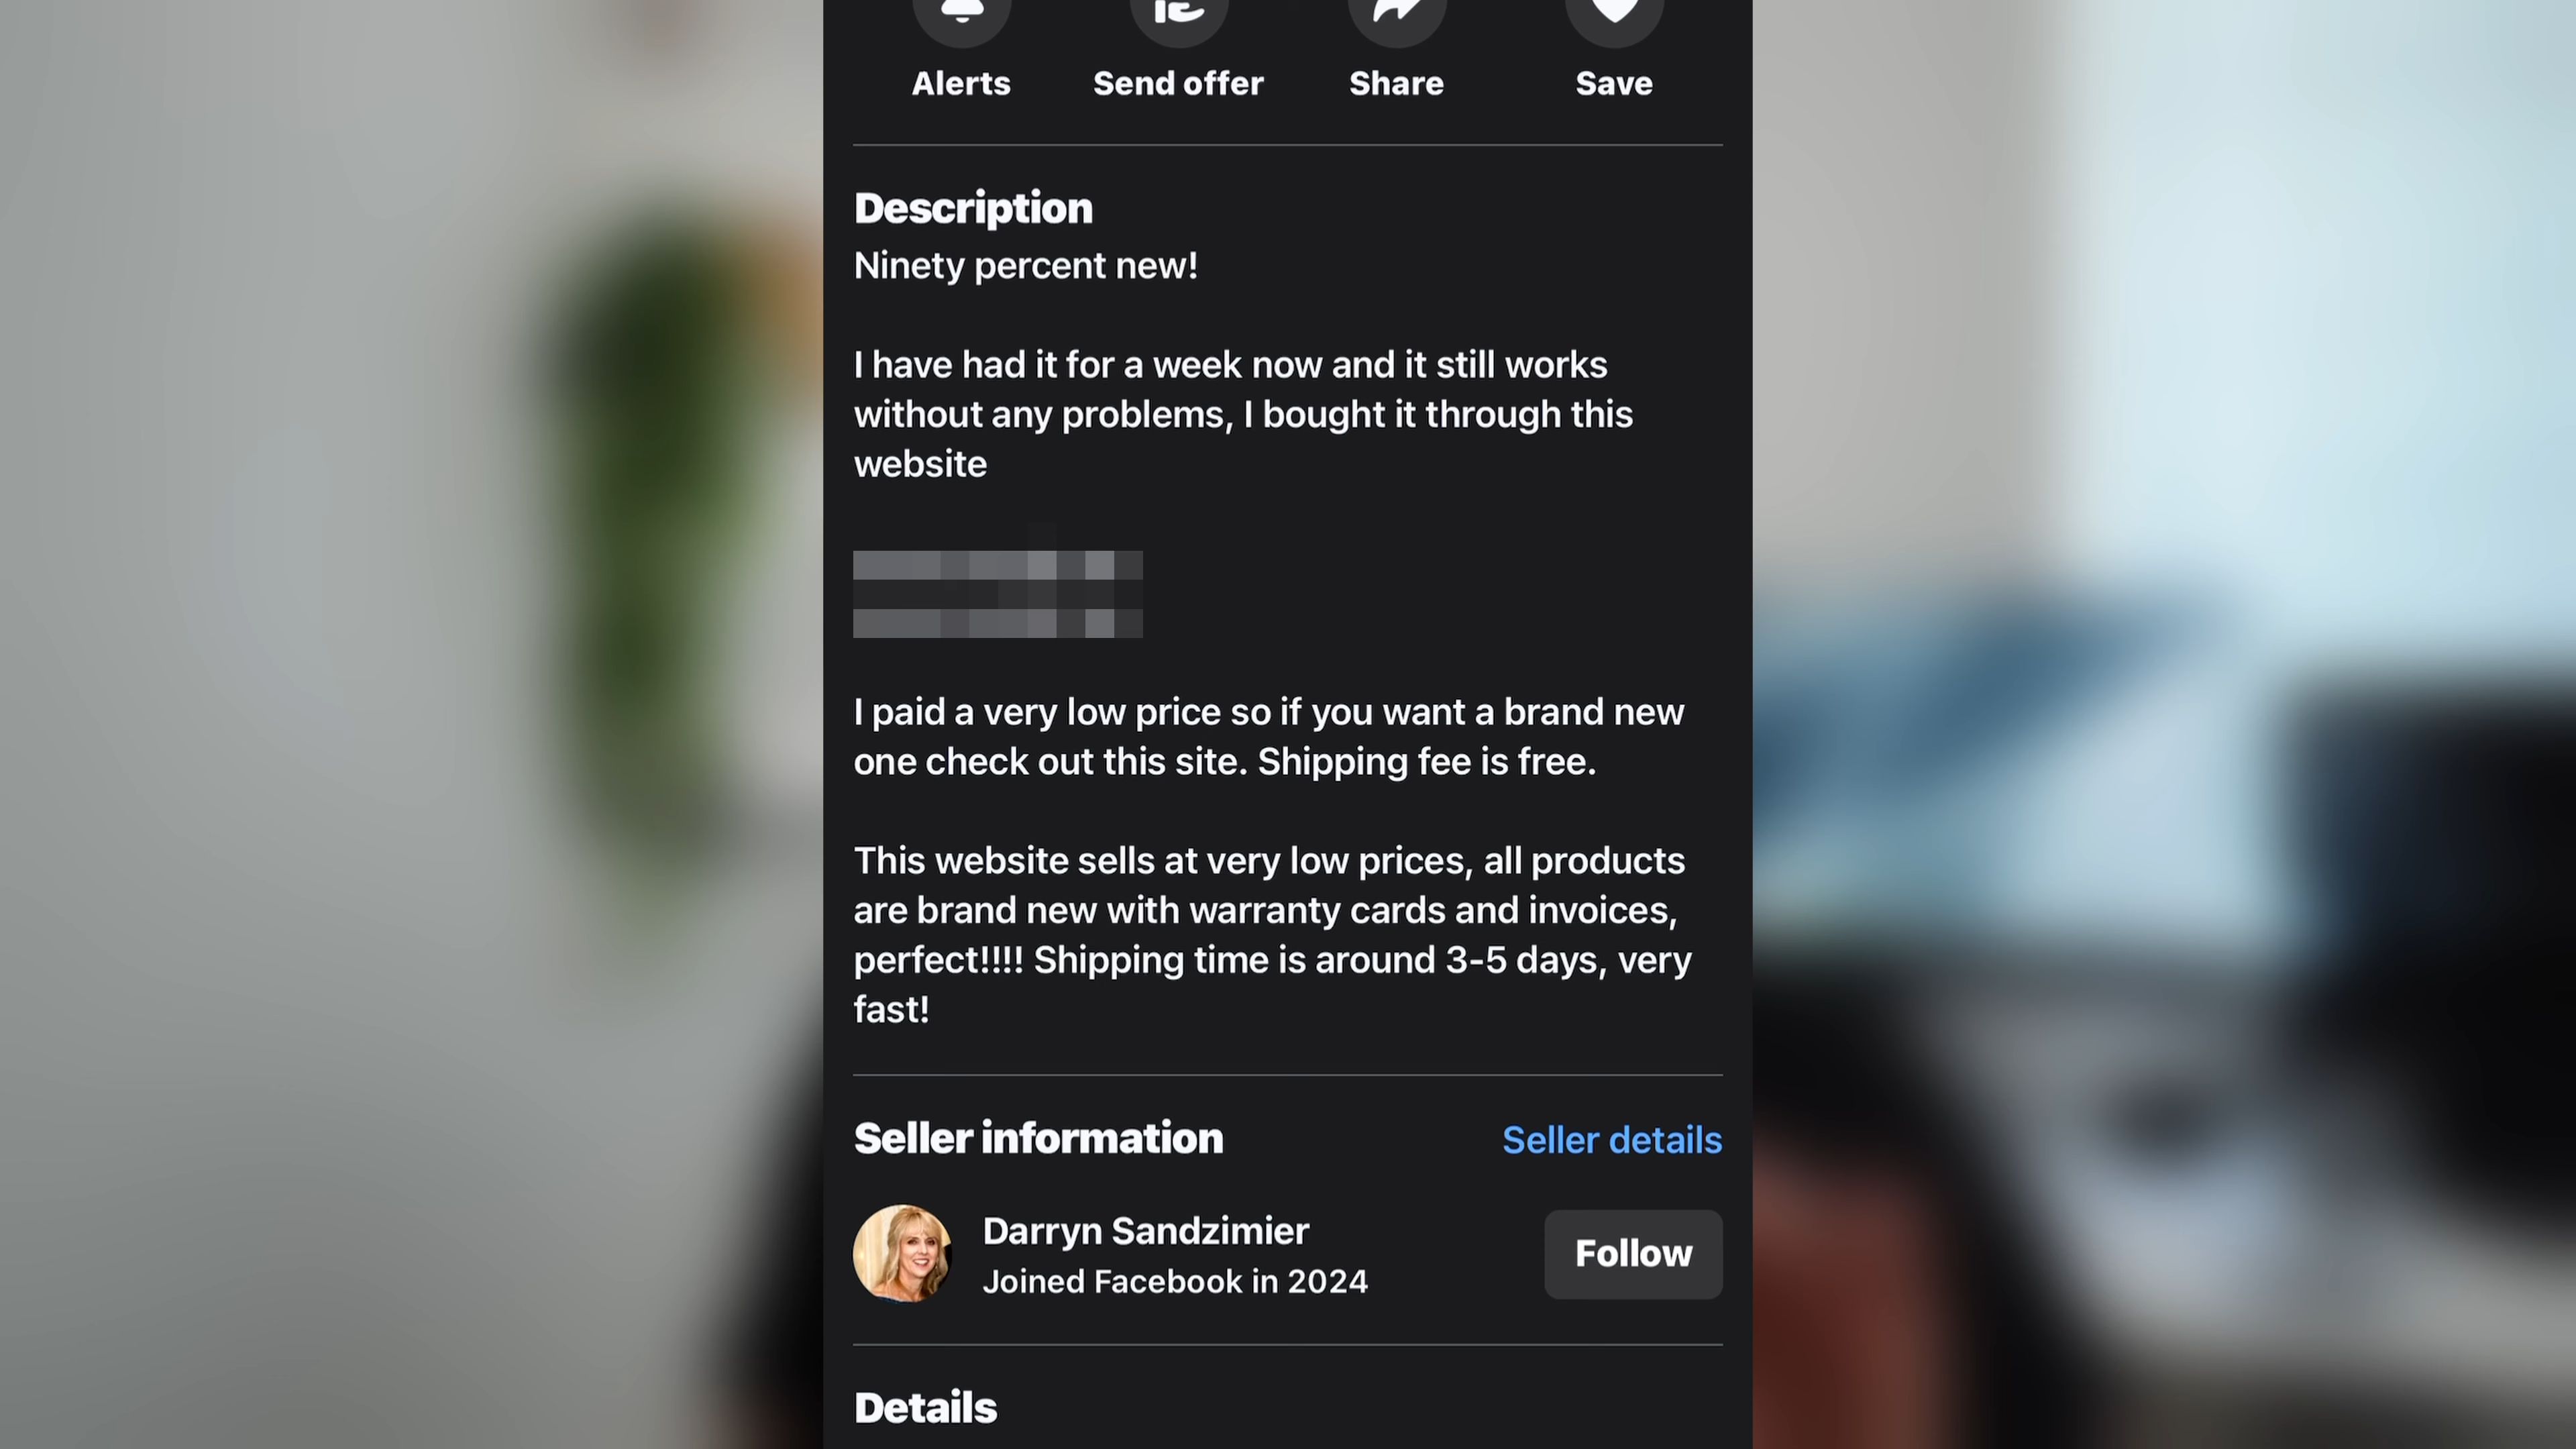 Alerts Send offer Share Save
Description
Ninety percent new!
I have had it for a week now and it still works
without any problems, I bought it through this
website
I paid a very low price so if you want a brand new
one check out this site. Shipping fee is free.
This website sells at very low prices, all products
are brand new with warranty cards and invoices,
perfect!!!! Shipping time is around 3-5 days, very
fast!
Seller information Seller details
Darryn Sandzimier
Joined Facebook in 2024
Follow
Details